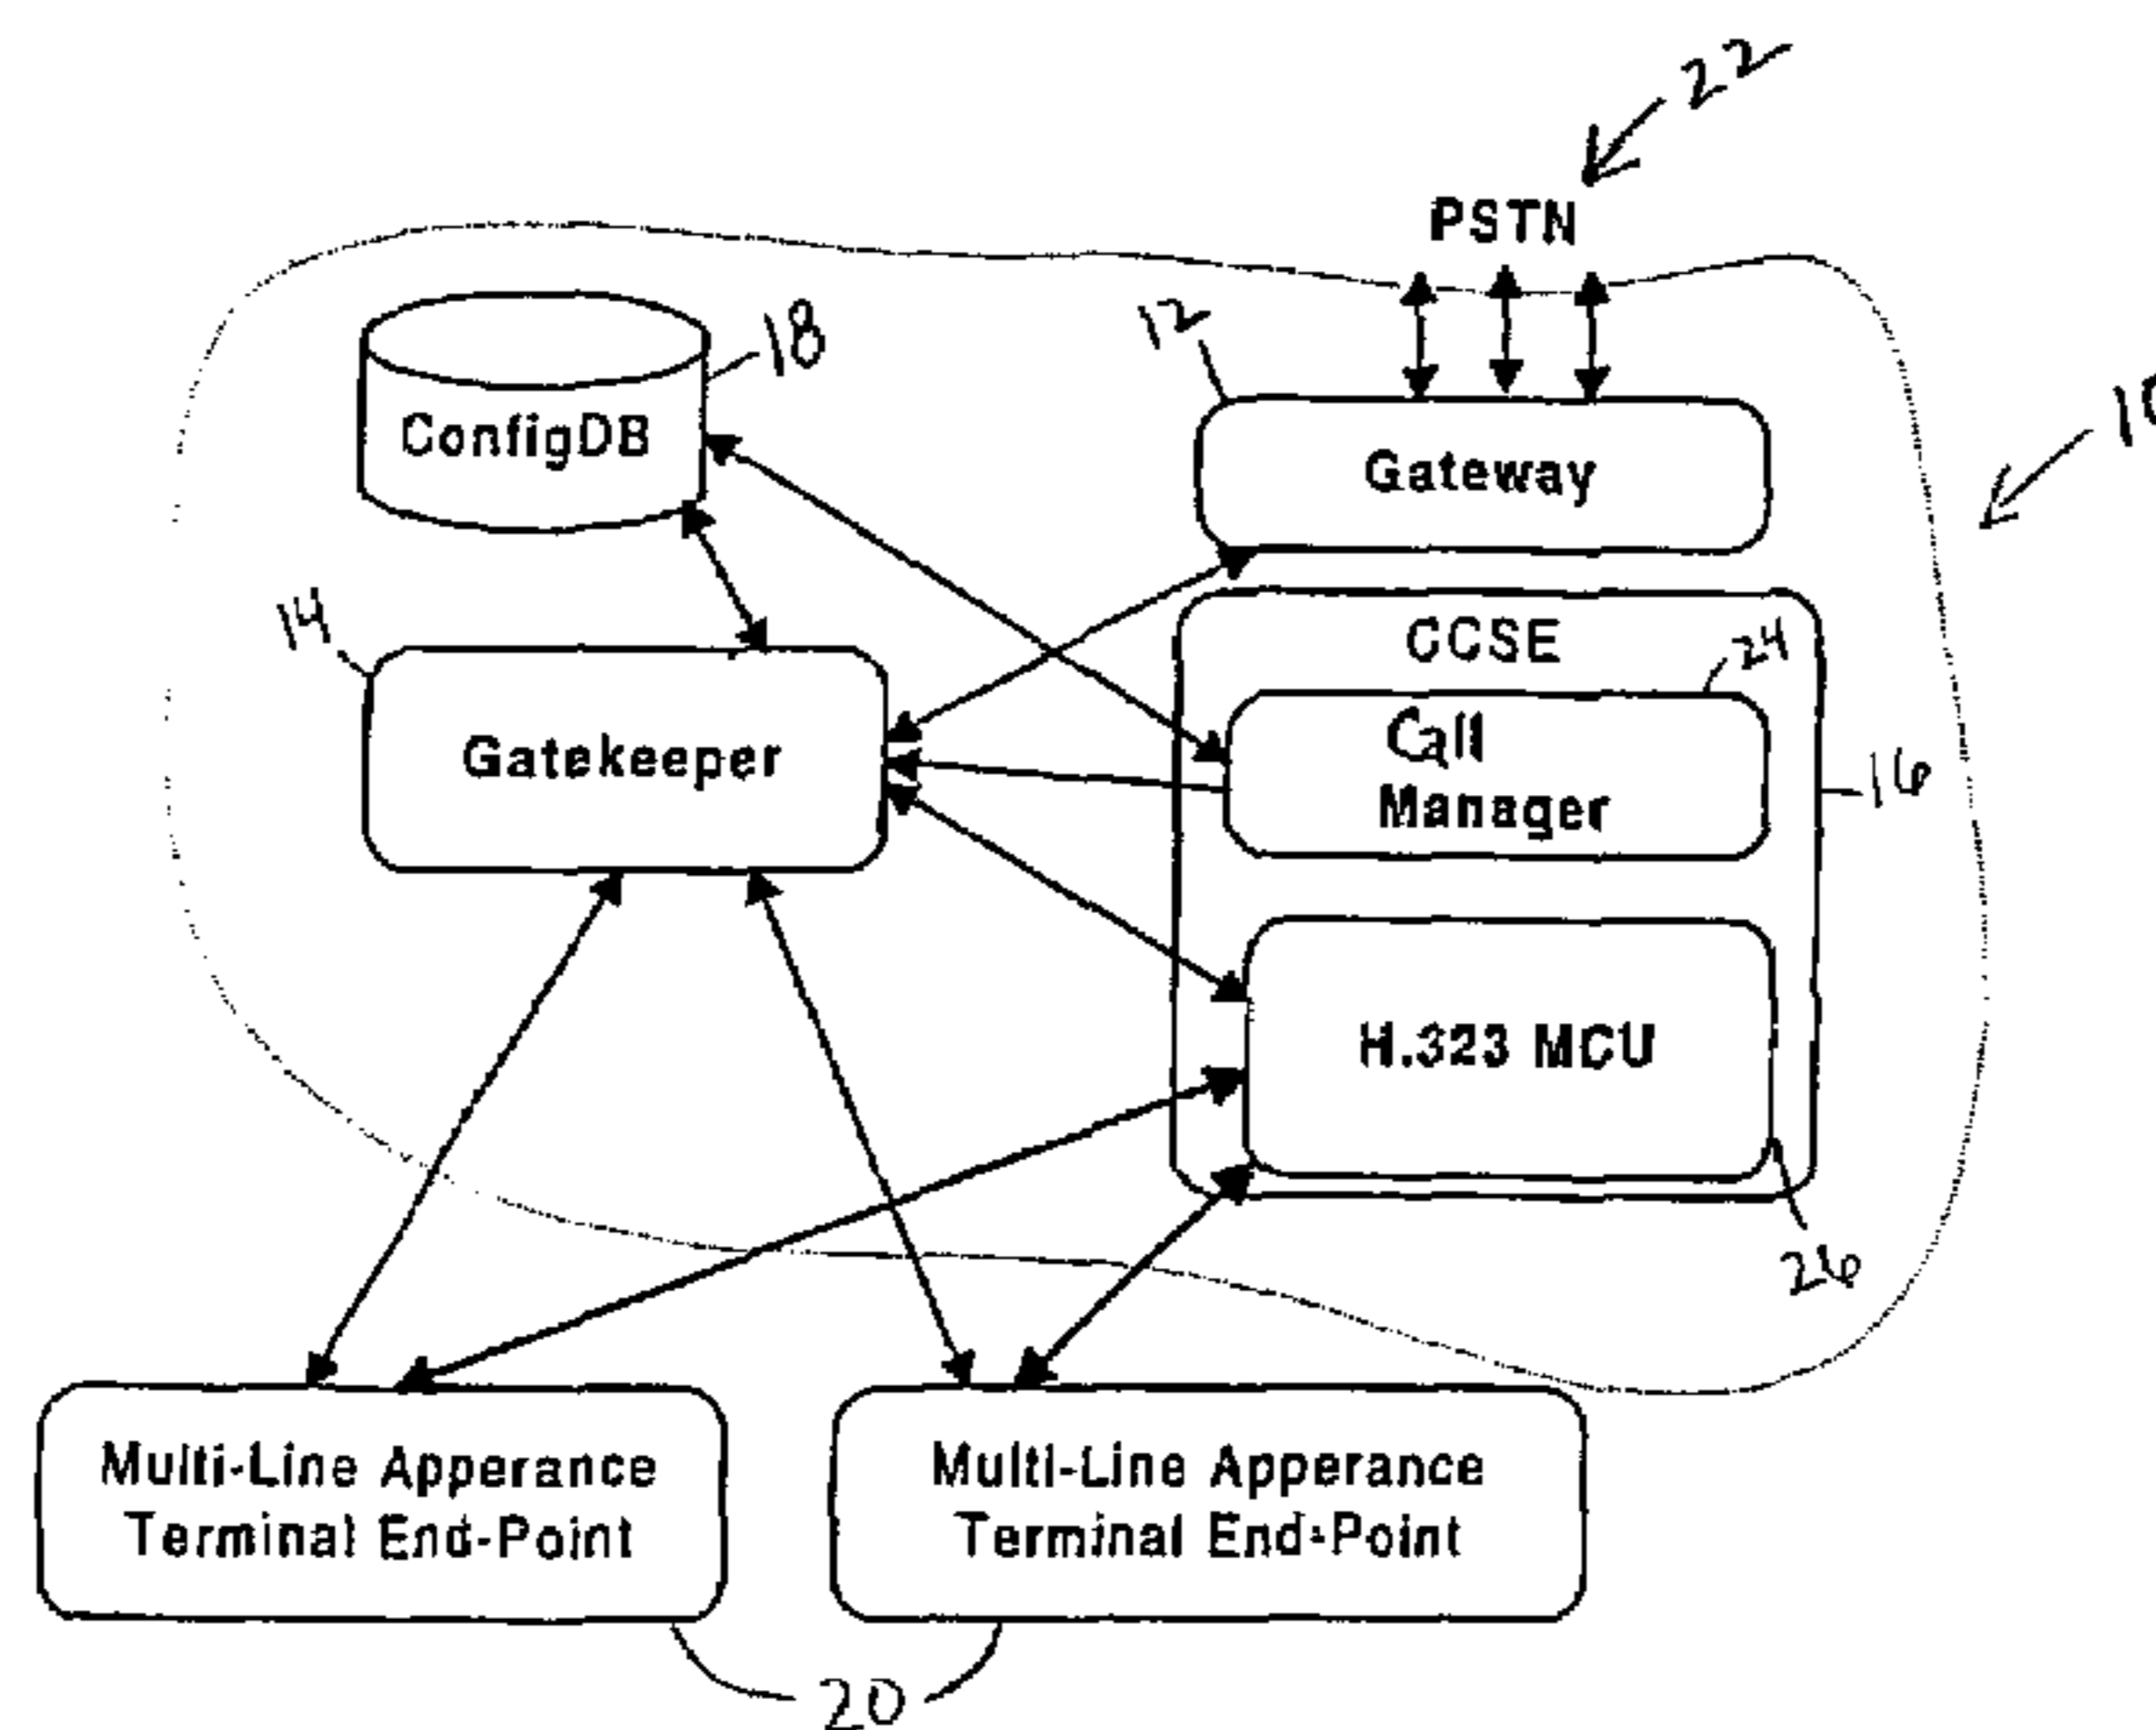 22
PSTN
12
18
10
ConfigDB
Gateway
14
CCSE
24
Gatekeeper
Call
Manager
16
H.323 MCU
26
Multi-Line Apperance
Terminal End-Point
Multi-Line Apperance
Terminal End-Point
20